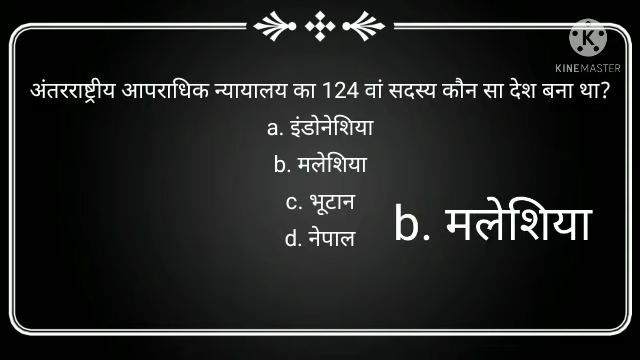 KINEMASTER
अंतरराष्ट्रीय आपराधिक न्यायालय का 124 वां सदस्य कौन सा देश बना था?
a. इंडोनेशिया
b. मलेशिया
c. भूटान
d. नेपाल
b. मलेशिया